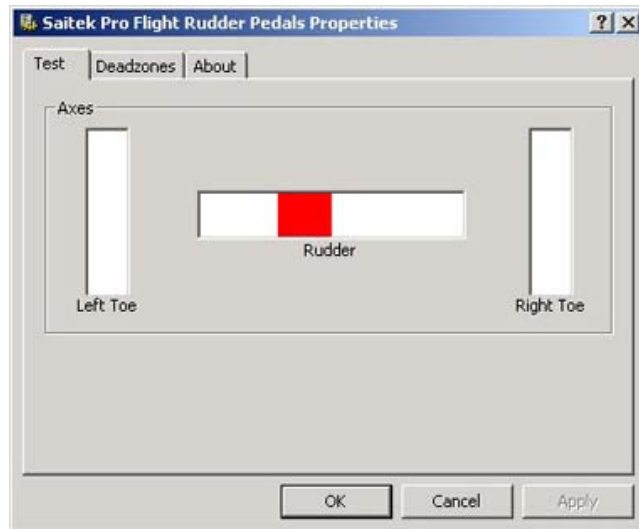 Saitek Pro Flight Rudder Pedals Properties
Test Deadzones About
Axes
Rudder
Left Toe Right Toe
OK Cancel Apply